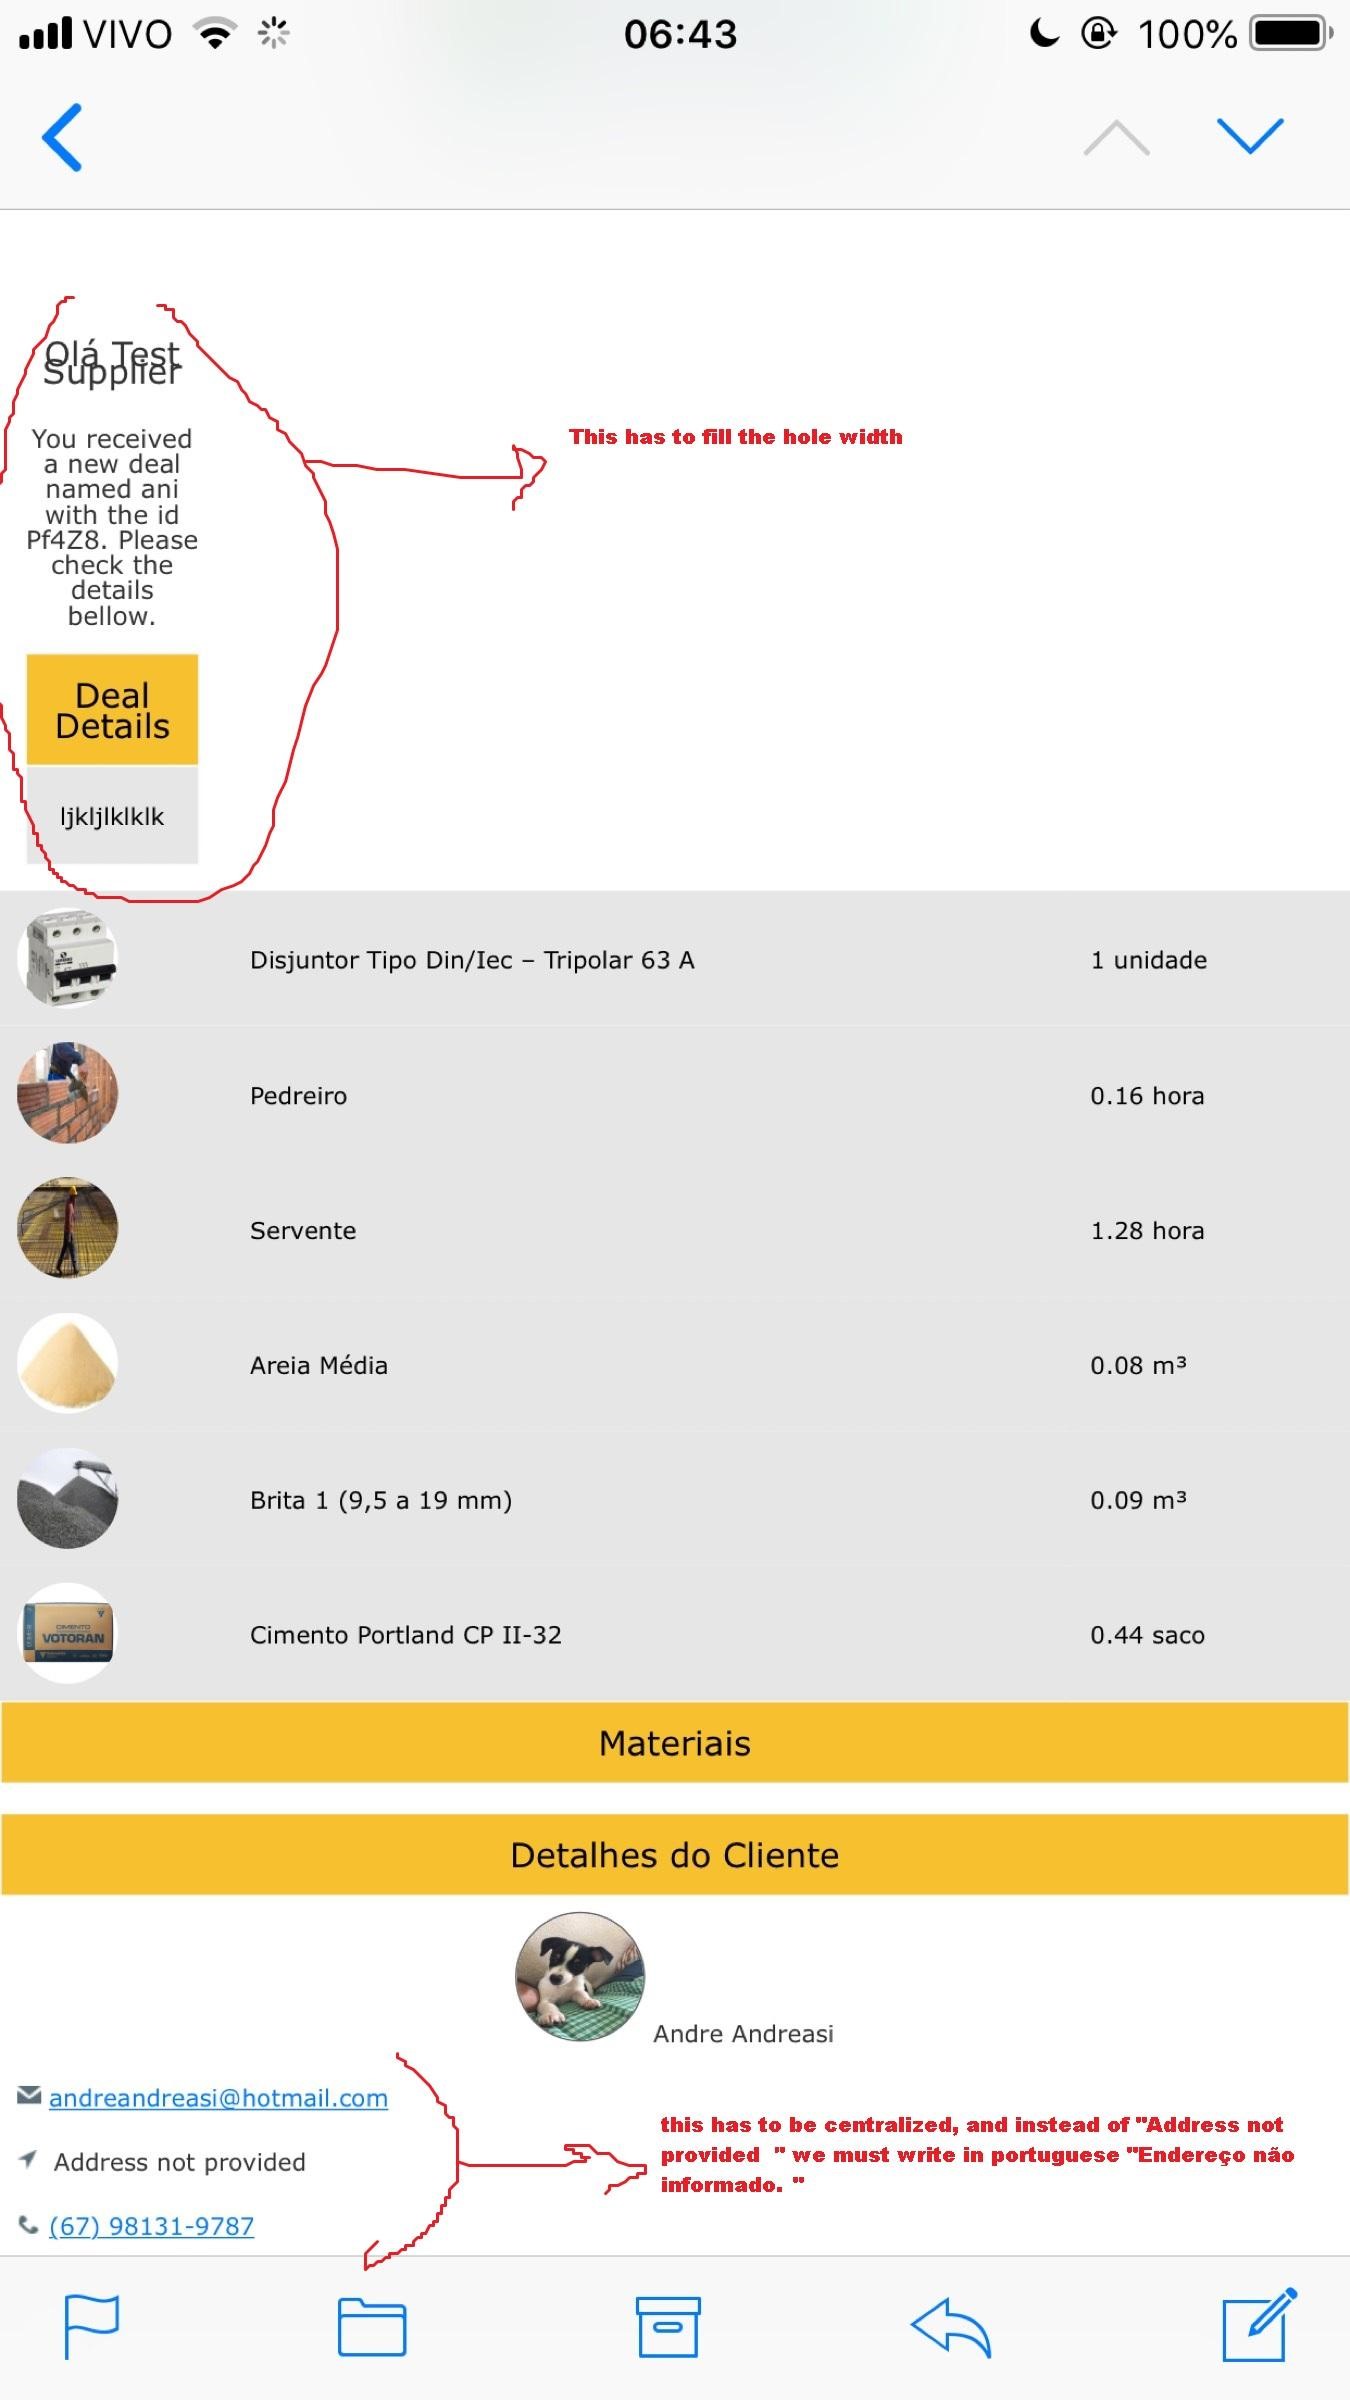 VIVO 06:43 100%
Olá Test
Supplier
This has to fill the hole width
You received
a new deal
named ani
with the id
Pf4Z8. Please
check the
details
bellow.
Deal
Details
ljkljlklklk
Disjuntor Tipo Din/Iec – Tripolar 63 A 1 unidade
Pedreiro 0.16 hora
Servente 1.28 hora
Areia Média 0.08 m³
Brita 1 (9,5 a 19 mm) 0.09 m³
CIMENTO
VOTORAN
Cimento Portland CP II-32 0.44 saco
Materiais
Detalhes do Cliente
Andre Andreasi
andreandreasi@hotmail.com
Address not provided
(67) 98131-9787
this has to be centralized, and instead of "Address not
provided " we must write in portuguese "Endereço não
informado. "